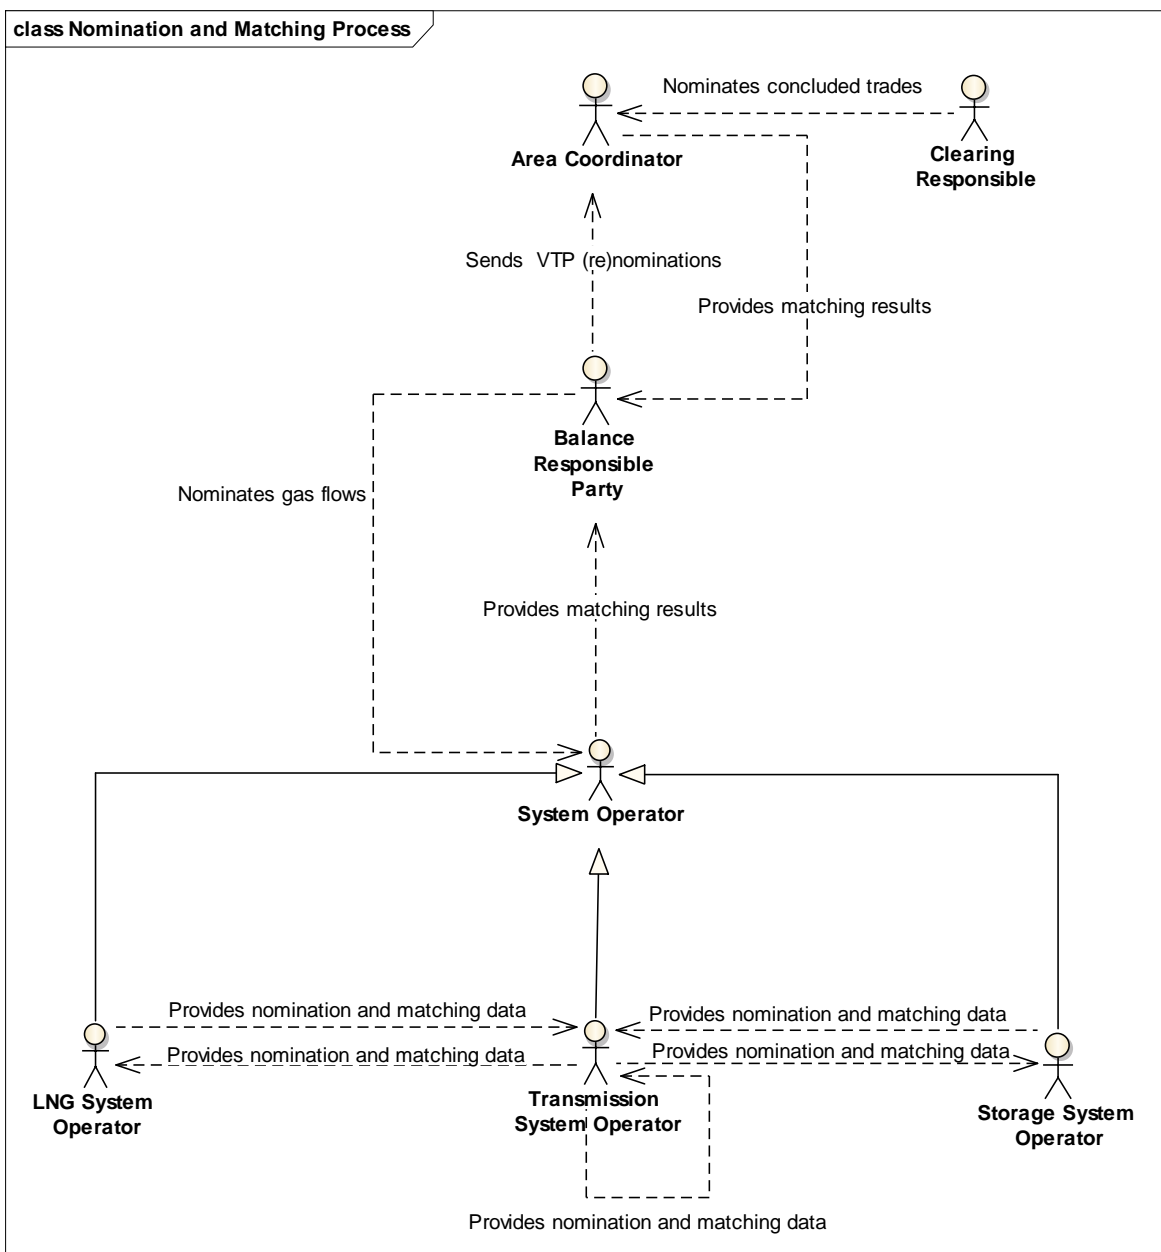 class Nomination and Matching Process
Nominates concluded trades
Area Coordinator
Clearing
Responsible
Sends VTP (re)nominations
Provides matching results
Balance
Responsible
Party
Nominates gas flows
Provides matching results
System Operator
Provides nomination and matching data
Provides nomination and matching data
Provides nomination and matching data
Provides nomination and matching data
LNG System
Operator
Transmission
System Operator
Storage System
Operator
Provides nomination and matching data